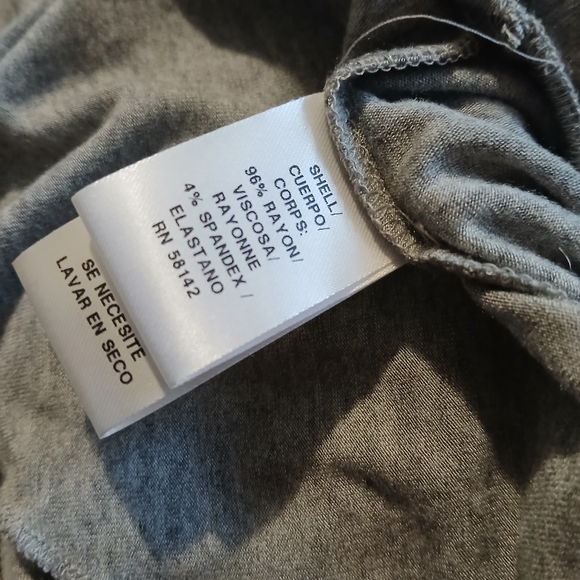 SHELL/
CUERPO/
CORPS:
96% RAYON/
VISCOSA/
RAYONNE
4% SPANDEX /
ELASTANO
RN 58142
SE NECESITE
LAVAR EN SECO